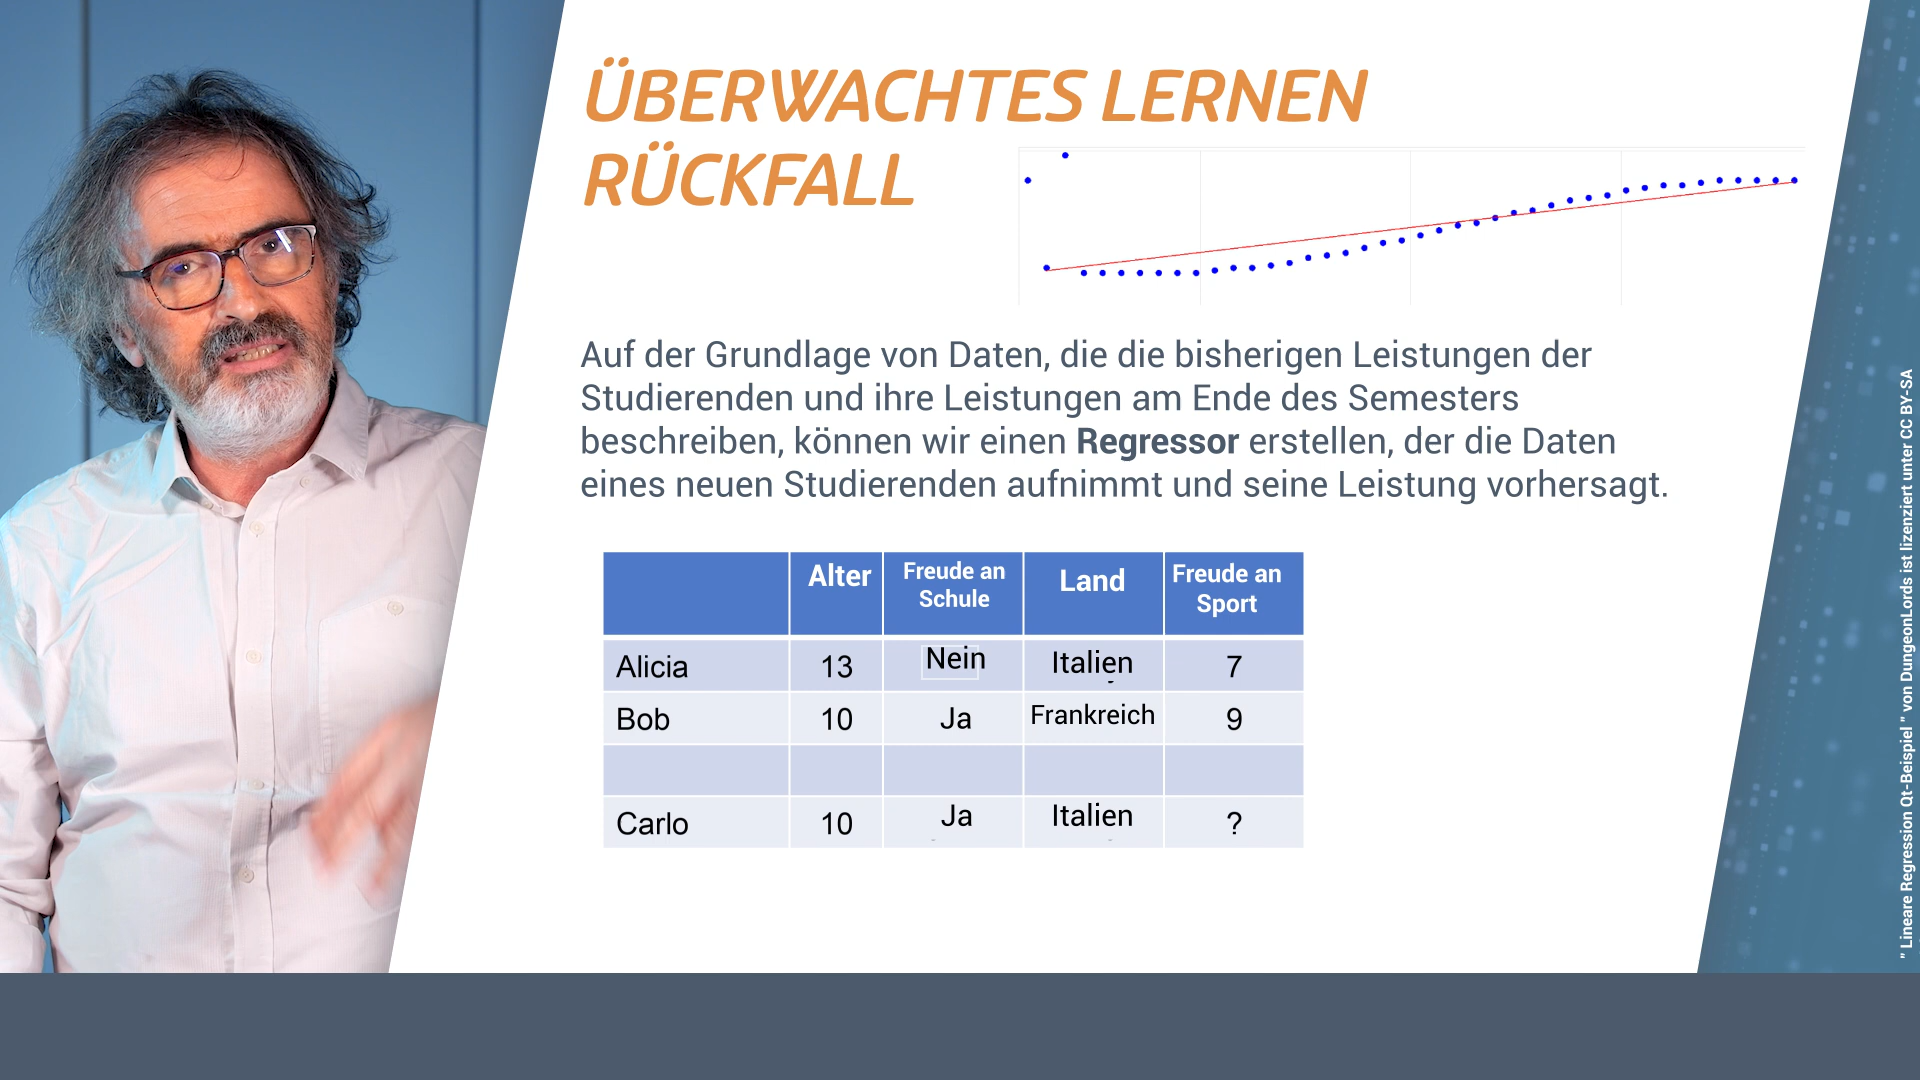 ÜBERWACHTES LERNEN
RÜCKFALL
Auf der Grundlage von Daten, die die bisherigen Leistungen der
Studierenden und ihre Leistungen am Ende des Semesters
beschreiben, können wir einen Regressor erstellen, der die Daten
eines neuen Studierenden aufnimmt und seine Leistung vorhersagt.
Alter Freude an Schule Land Freude an Sport
Alicia 13 Nein Italien 7
Bob 10 Ja Frankreich 9
Carlo 10 Ja Italien ?
" Lineare Regression Qt-Beispiel " von DungeonLords ist lizenziert unter CC BY-SA